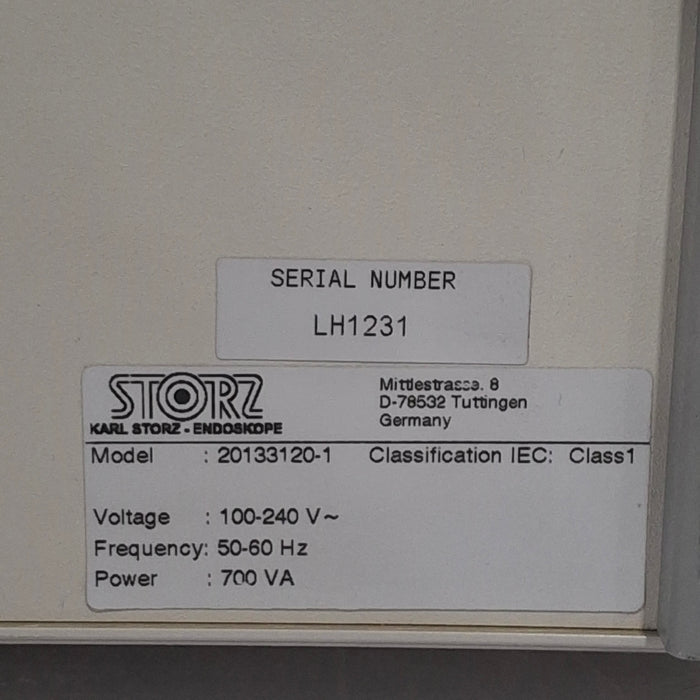 SERIAL NUMBER
LH1231
STORZ
KARL STORZ - ENDOSKOPE
Mittlestrasse. 8
D-78532 Tuttingen
Germany
Model : 20133120-1 Classification IEC: Class1
Voltage : 100-240 V~
Frequency: 50-60 Hz
Power : 700 VA